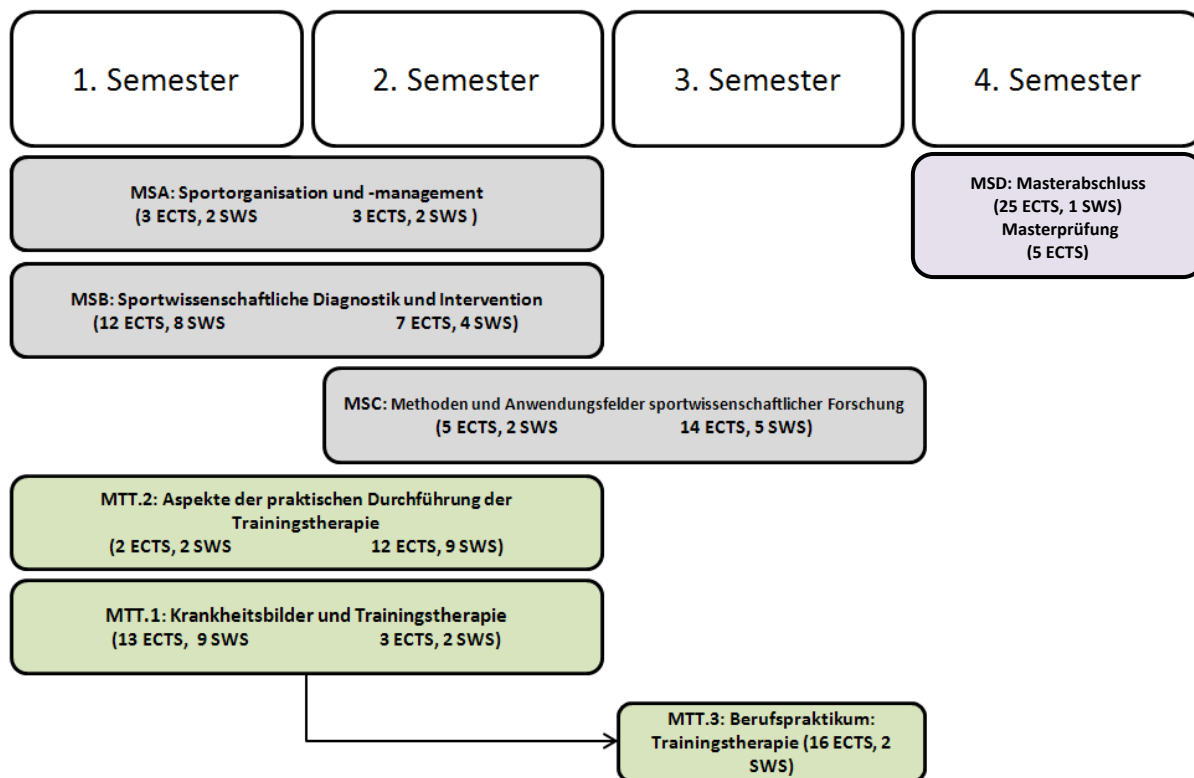 1. Semester
2. Semester
3. Semester
4. Semester
MSA: Sportorganisation und -management
(3 ECTS, 2 SWS 3 ECTS, 2 SWS )
MSD: Masterabschluss
(25 ECTS, 1 SWS)
Masterprüfung
(5 ECTS)
MSB: Sportwissenschaftliche Diagnostik und Intervention
(12 ECTS, 8 SWS 7 ECTS, 4 SWS)
MSC: Methoden und Anwendungsfelder sportwissenschaftlicher Forschung
(5 ECTS, 2 SWS 14 ECTS, 5 SWS)
MTT.2: Aspekte der praktischen Durchführung der
Trainingstherapie
(2 ECTS, 2 SWS 12 ECTS, 9 SWS)
MTT.1: Krankheitsbilder und Trainingstherapie
(13 ECTS, 9 SWS 3 ECTS, 2 SWS)
MTT.3: Berufspraktikum:
Trainingstherapie (16 ECTS, 2
SWS)